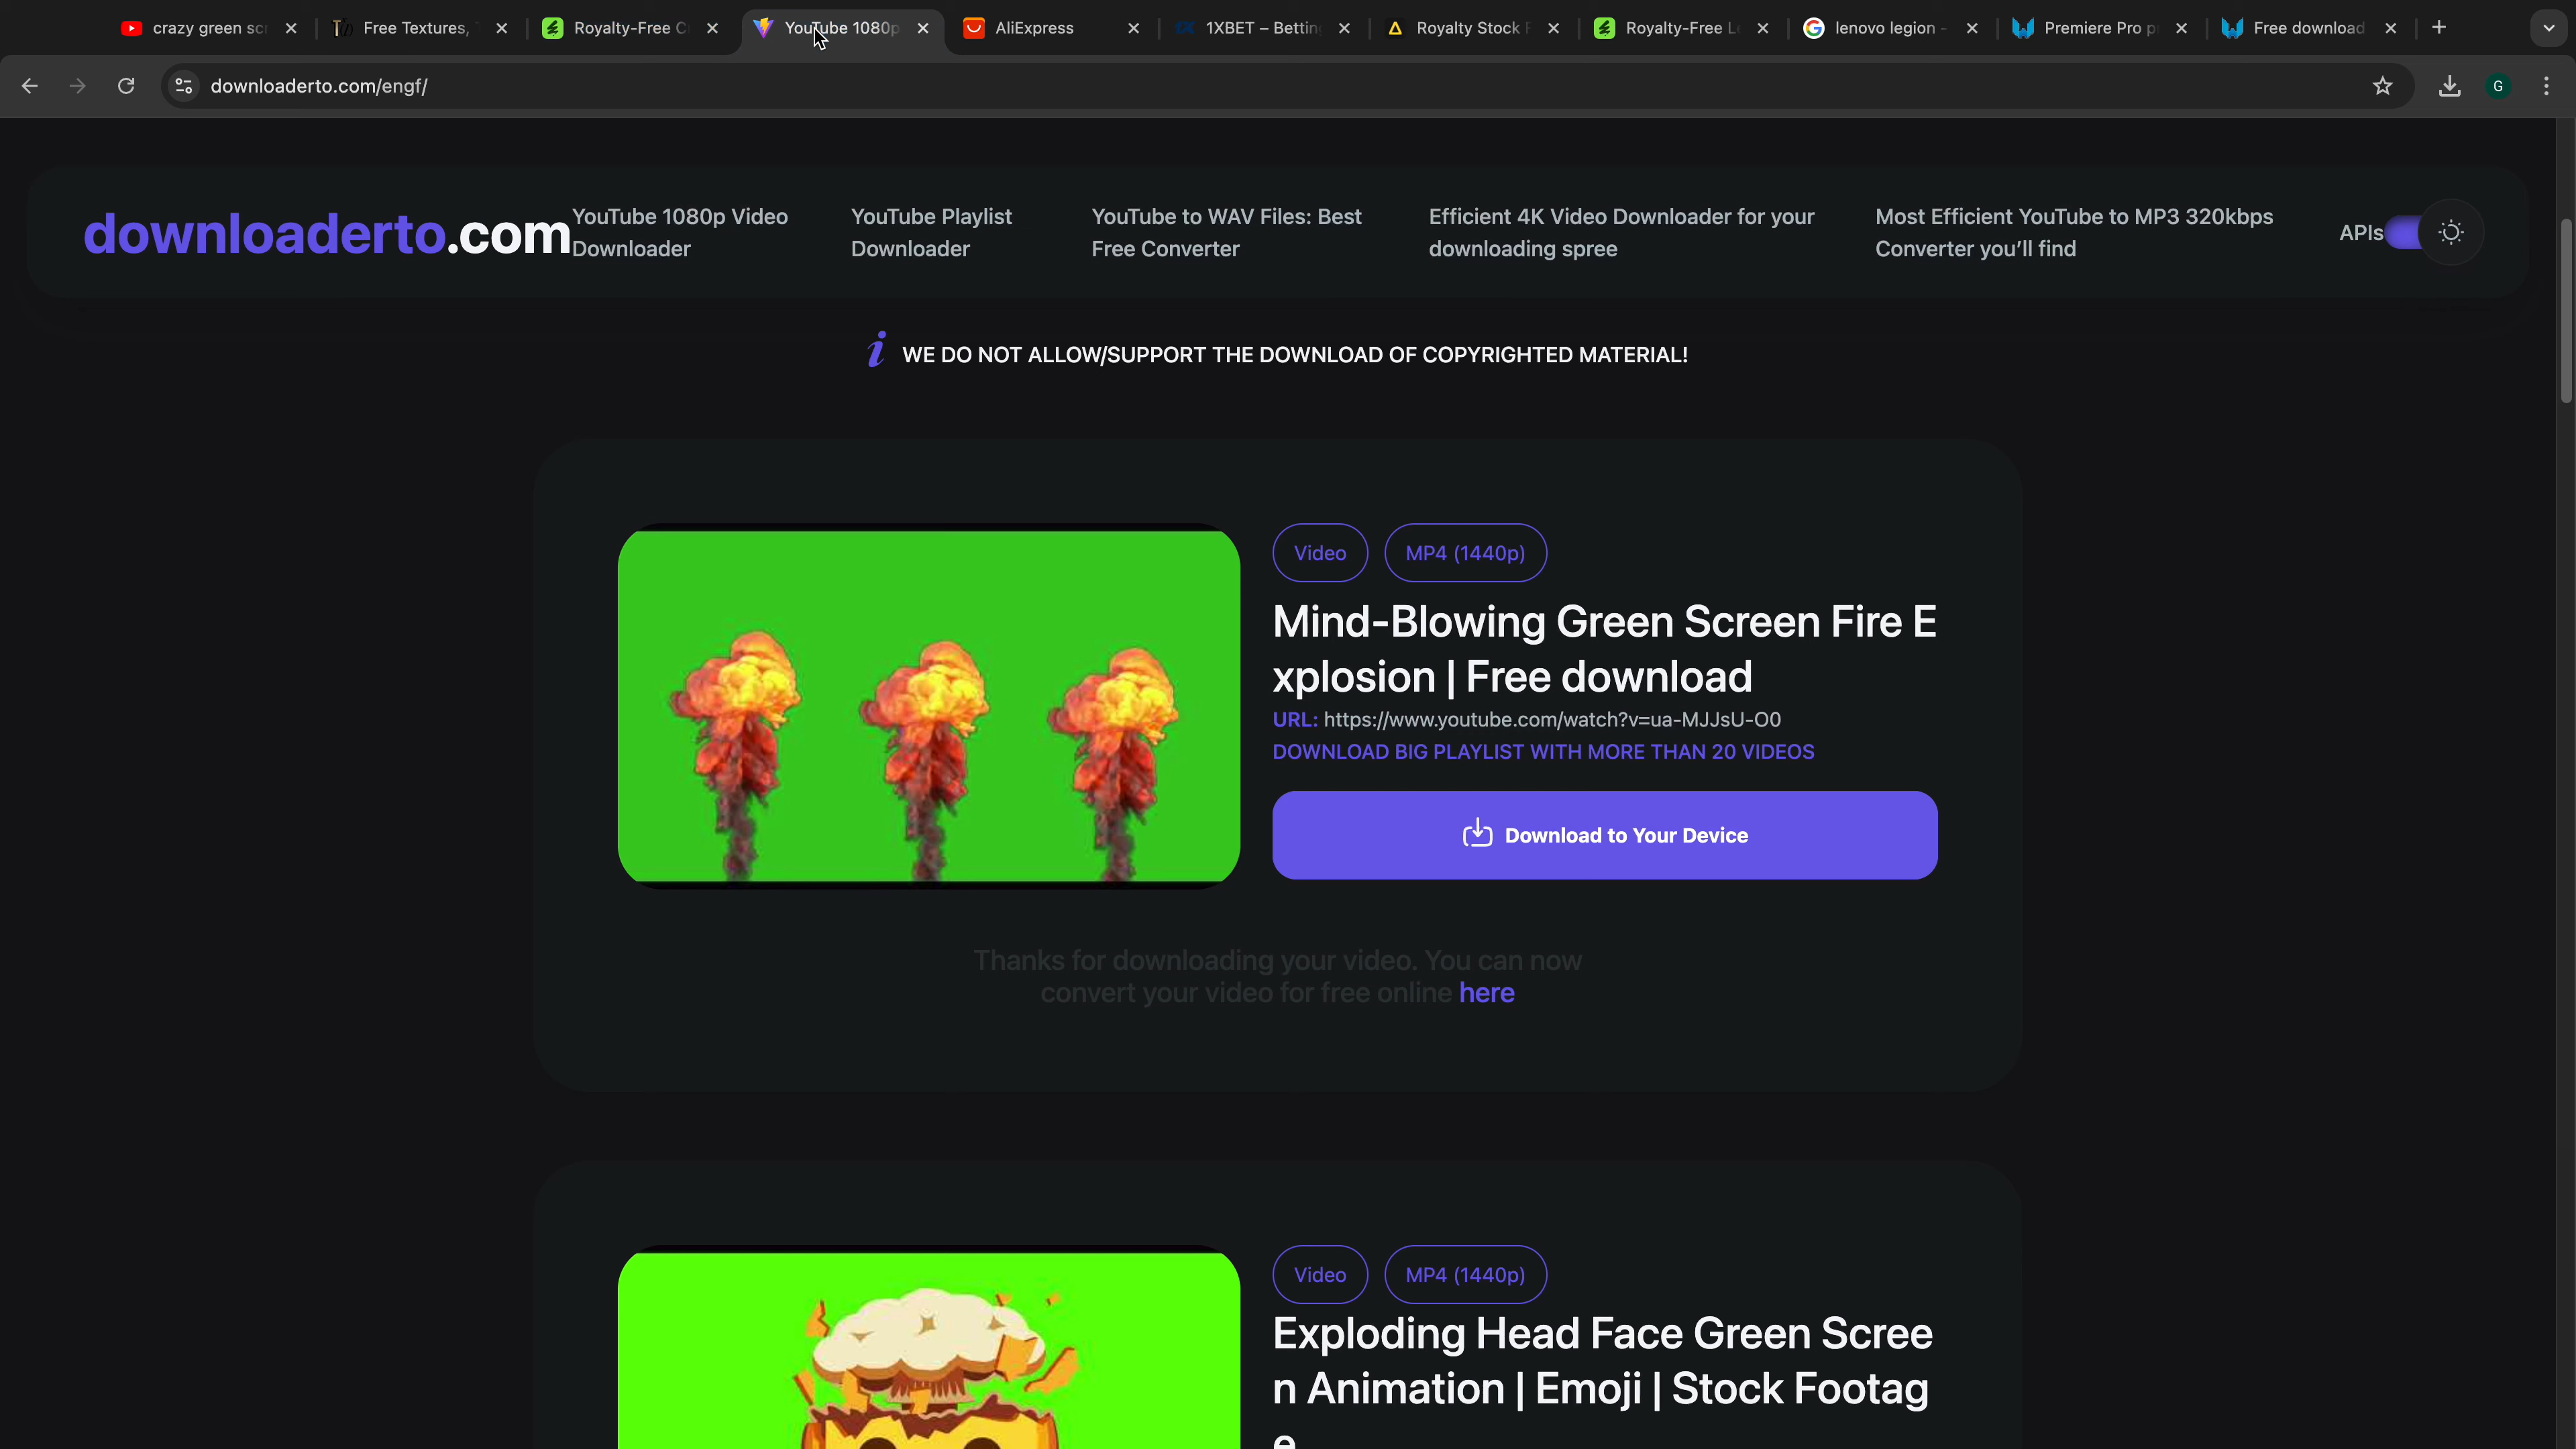 crazy green scr
Free Textures,
Royalty-Free C
YouTube 1080p
AliExpress
1XBET – Betting
Royalty Stock F
Royalty-Free L
lenovo legion -
Premiere Pro p
Free download
downloaderto.com/engf/
G
downloaderto.com
YouTube 1080p Video
Downloader
YouTube Playlist
Downloader
YouTube to WAV Files: Best
Free Converter
Efficient 4K Video Downloader for your
downloading spree
Most Efficient YouTube to MP3 320kbps
Converter you’ll find
APIs
i WE DO NOT ALLOW/SUPPORT THE DOWNLOAD OF COPYRIGHTED MATERIAL!
Video
MP4 (1440p)
Mind-Blowing Green Screen Fire E
xplosion | Free download
URL: https://www.youtube.com/watch?v=ua-MJJsU-O0
DOWNLOAD BIG PLAYLIST WITH MORE THAN 20 VIDEOS
Download to Your Device
Thanks for downloading your video. You can now
convert your video for free online here
Video
MP4 (1440p)
Exploding Head Face Green Scree
n Animation | Emoji | Stock Footag
e